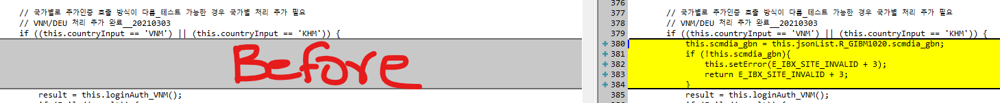 // 국가별로 추가인증 호출 방식이 다름_테스트 가능한 경우 국가별 처리 추가 필요
// VNM/DEU 처리 추가 완료__20210303
if ((this.countryInput == 'VNM') || (this.countryInput == 'KHM')) {
Before
result = this.loginAuth_VNM();
376
377 // 국가별로 추가인증 호출 방식이 다름_테스트 가능한 경우 국가별 처리 추가 필요
378 // VNM/DEU 처리 추가 완료__20210303
379 if ((this.countryInput == 'VNM') || (this.countryInput == 'KHM')) {
+ 380 this.scmdia_gbn = this.jsonList.R_GIBM1020.scmdia_gbn;
+ 381 if (!this.scmdia_gbn){
+ 382 this.setError(E_IBX_SITE_INVALID + 3);
+ 383 return E_IBX_SITE_INVALID + 3;
+ 384 }
385 result = this.loginAuth_VNM();